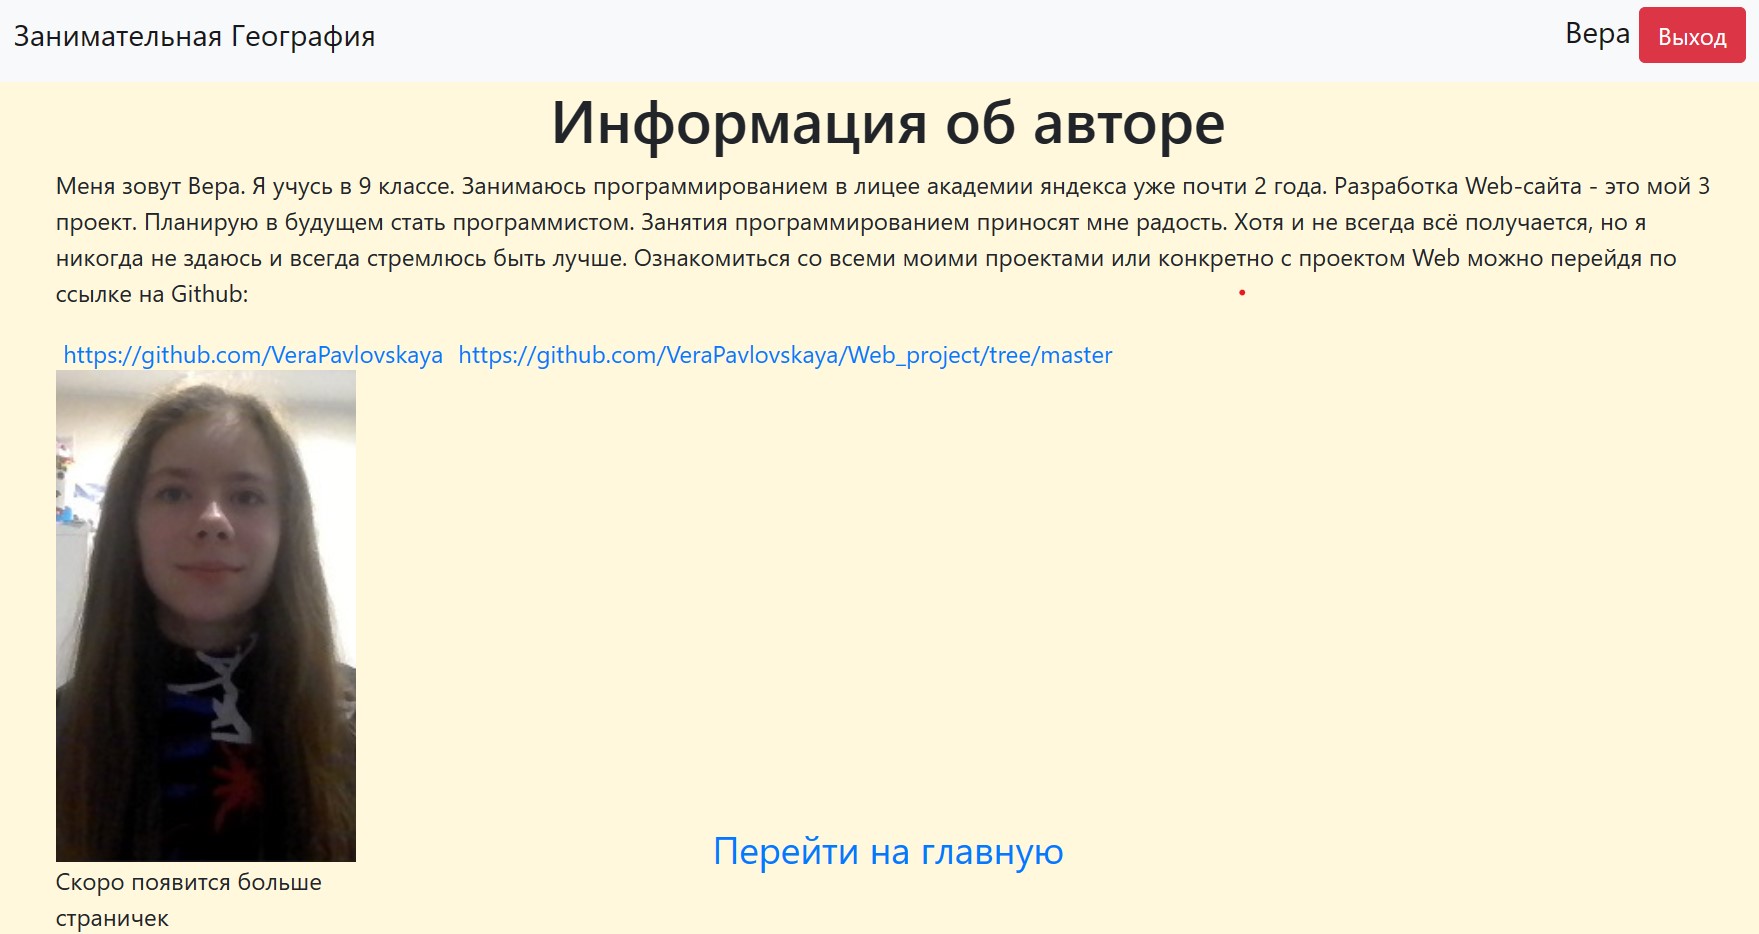 Занимательная География
Вера Выход
Информация об авторе
Меня зовут Вера. Я учусь в 9 классе. Занимаюсь программированием в лицее академии яндекса уже почти 2 года. Разработка Web-сайта - это мой 3
проект. Планирую в будущем стать программистом. Занятия программированием приносят мне радость. Хотя и не всегда всё получается, но я
никогда не здаюсь и всегда стремлюсь быть лучше. Ознакомиться со всеми моими проектами или конкретно с проектом Web можно перейдя по
ссылке на Github:
https://github.com/VeraPavlovskaya https://github.com/VeraPavlovskaya/Web_project/tree/master
Перейти на главную
Скоро появится больше
страничек